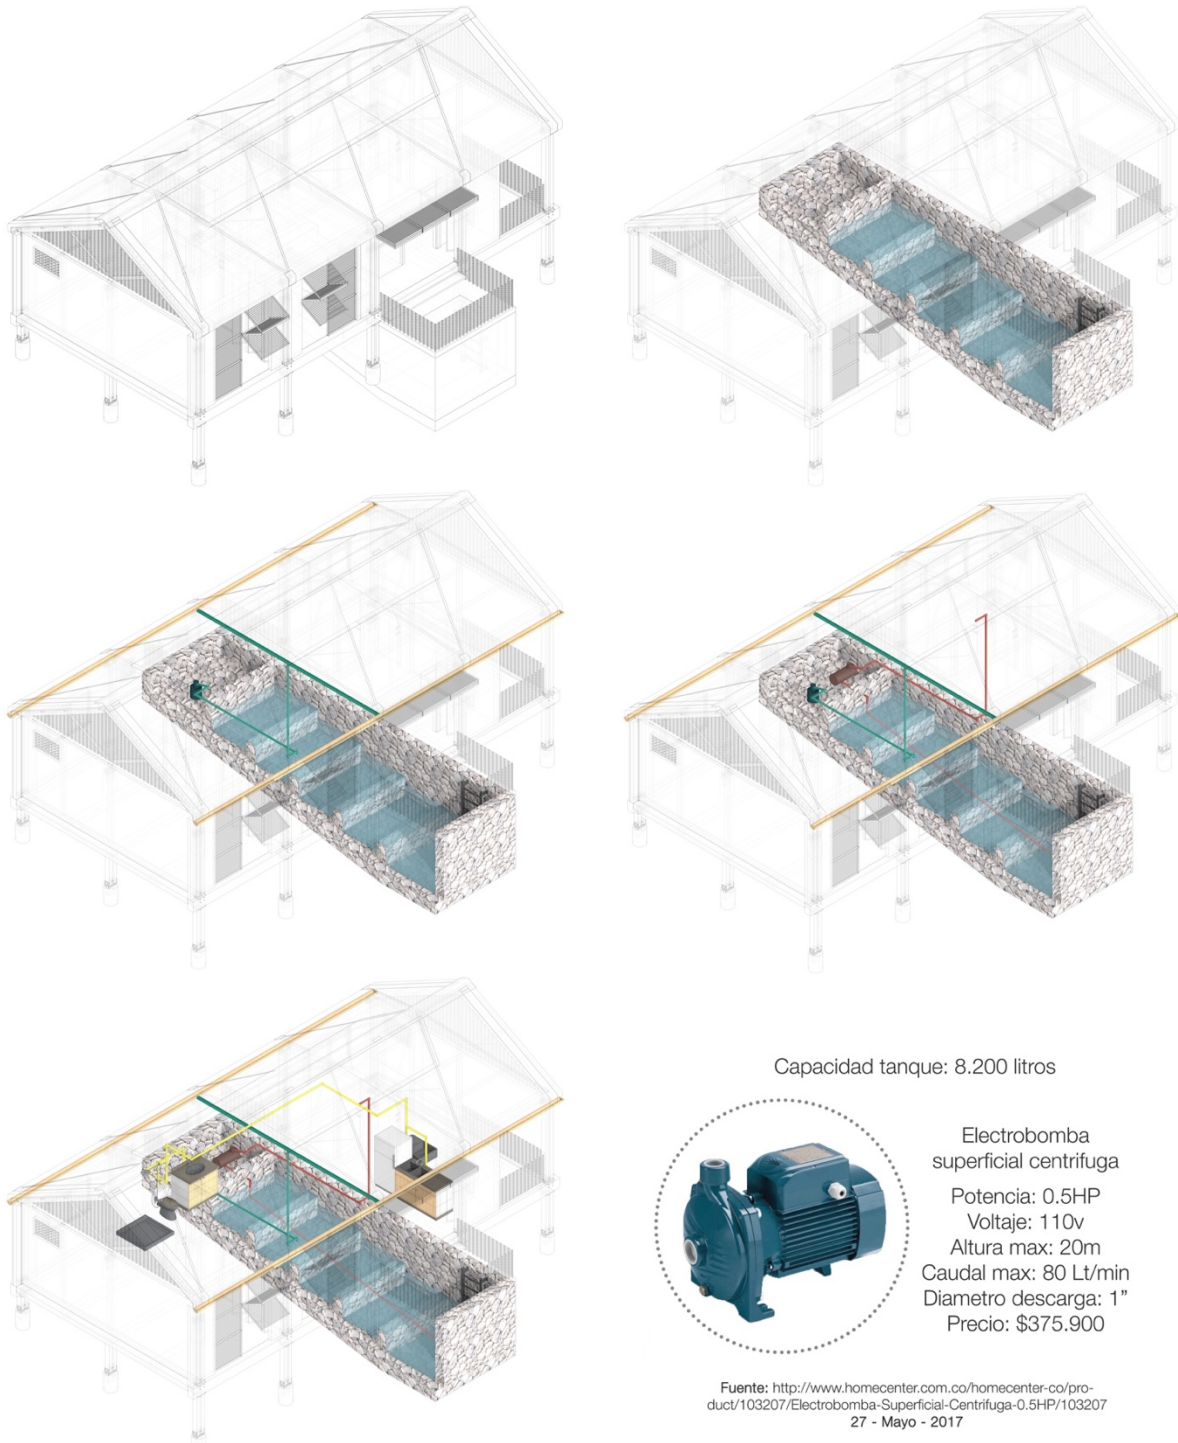 Capacidad tanque: 8.200 litros
Electrobomba
superficial centrifuga
Potencia: 0.5HP
Voltaje: 110v
Altura max: 20m
Caudal max: 80 Lt/min
Diametro descarga: 1”
Precio: $375.900
Fuente: http://www.homecenter.com.co/homecenter-co/pro-
duct/103207/Electrobomba-Superficial-Centrifuga-0.5HP/103207
27 - Mayo - 2017